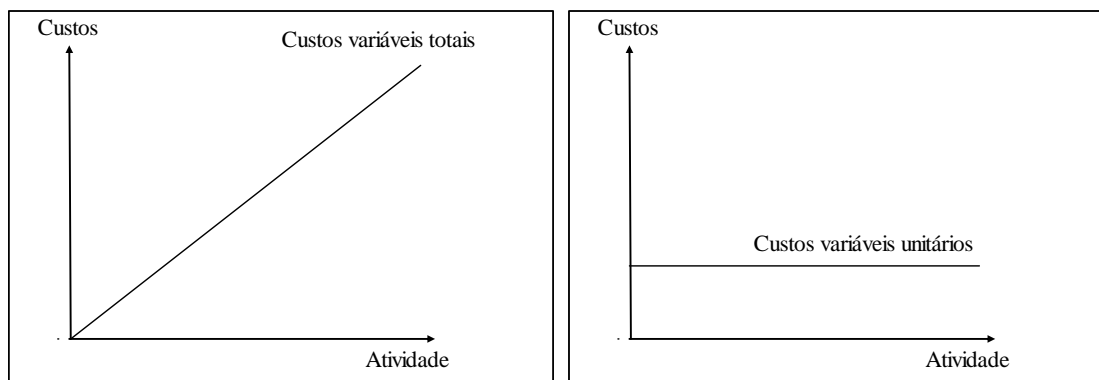 Custos
Custos variáveis totais
Atividade
Custos
Custos variáveis unitários
Atividade